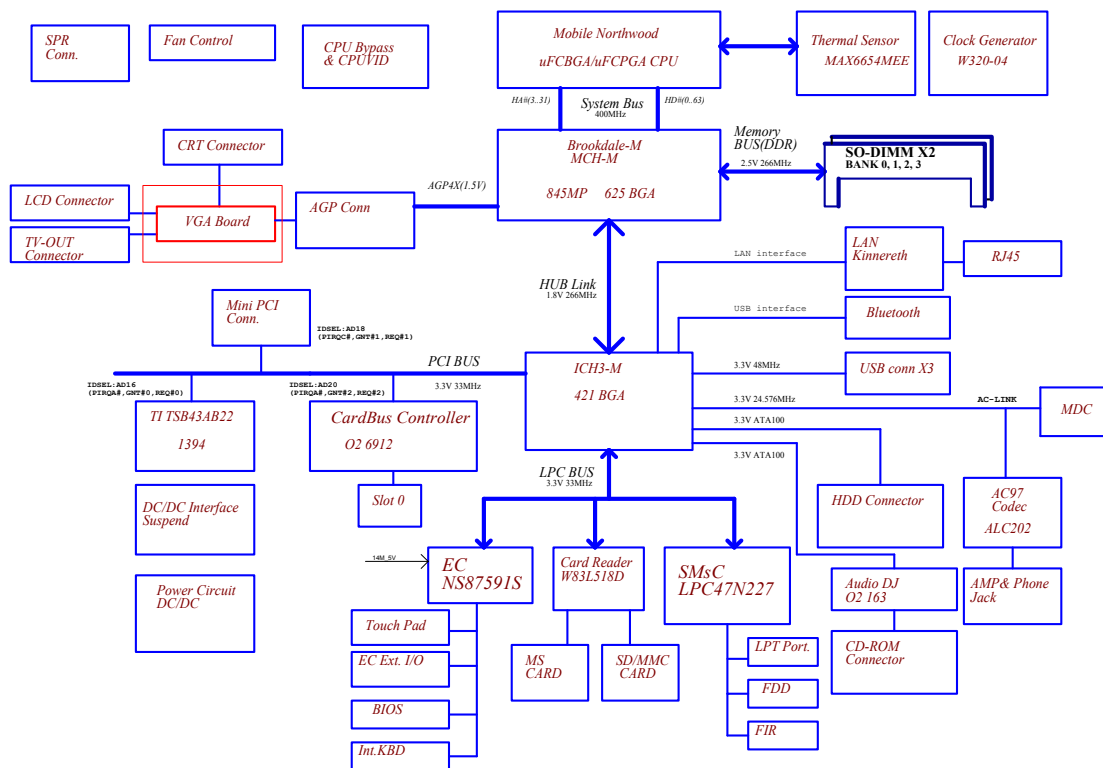 SPR
Conn.
Fan Control
CPU Bypass
& CPUVID
Mobile Northwood
uFCBGA/uFCPGA CPU
Thermal Sensor
MAX6654MEE
Clock Generator
W320-04
HA#(3..31)
System Bus
400MHz
HD#(0..63)
Brookdale-M
MCH-M
845MP 625 BGA
Memory
BUS(DDR)
2.5V 266MHz
SO-DIMM X2
BANK 0, 1, 2, 3
CRT Connector
LCD Connector
VGA Board
TV-OUT
Connector
AGP Conn
AGP4X(1.5V)
HUB Link
1.8V 266MHz
LAN interface
LAN
Kinnereth
RJ45
USB interface
Bluetooth
Mini PCI
Conn.
IDSEL:AD18
(PIRQC#,GNT#1,REQ#1)
PCI BUS
3.3V 33MHz
IDSEL:AD16
(PIRQA#,GNT#0,REQ#0)
IDSEL:AD20
(PIRQA#,GNT#2,REQ#2)
ICH3-M
421 BGA
3.3V 48MHz
USB conn X3
3.3V 24.576MHz
AC-LINK
MDC
3.3V ATA100
3.3V ATA100
TI TSB43AB22
1394
CardBus Controller
O2 6912
Slot 0
DC/DC Interface
Suspend
Power Circuit
DC/DC
LPC BUS
3.3V 33MHz
HDD Connector
AC97
Codec
ALC202
14M_5V
EC
NS87591S
Card Reader
W83L518D
SMsC
LPC47N227
Audio DJ
O2 163
AMP& Phone
Jack
Touch Pad
EC Ext. I/O
BIOS
Int.KBD
MS
CARD
SD/MMC
CARD
LPT Port.
FDD
FIR
CD-ROM
Connector